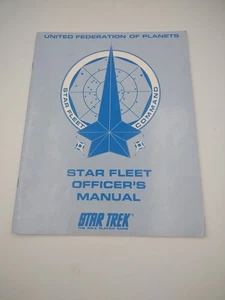 UNITED FEDERATION OF PLANETS
STAR FLEET
COMMAND
STAR FLEET
OFFICER'S
MANUAL
STAR TREK
THE ROLE PLAYING GAME